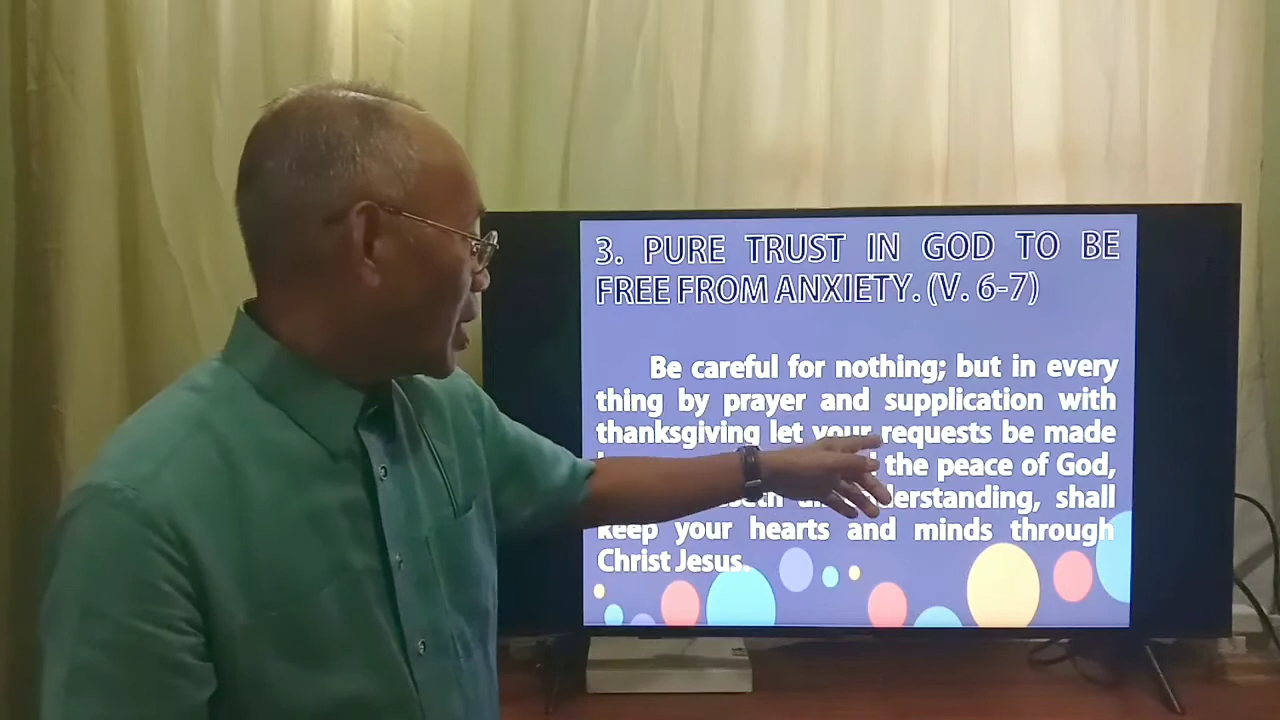 3. PURE TRUST IN GOD TO BE
FREE FROM ANXIETY. (V. 6-7)
Be careful for nothing; but in every
thing by prayer and supplication with
thanksgiving let your requests be made
the peace of God,
shall
keep your hearts and minds through
Christ Jesus.